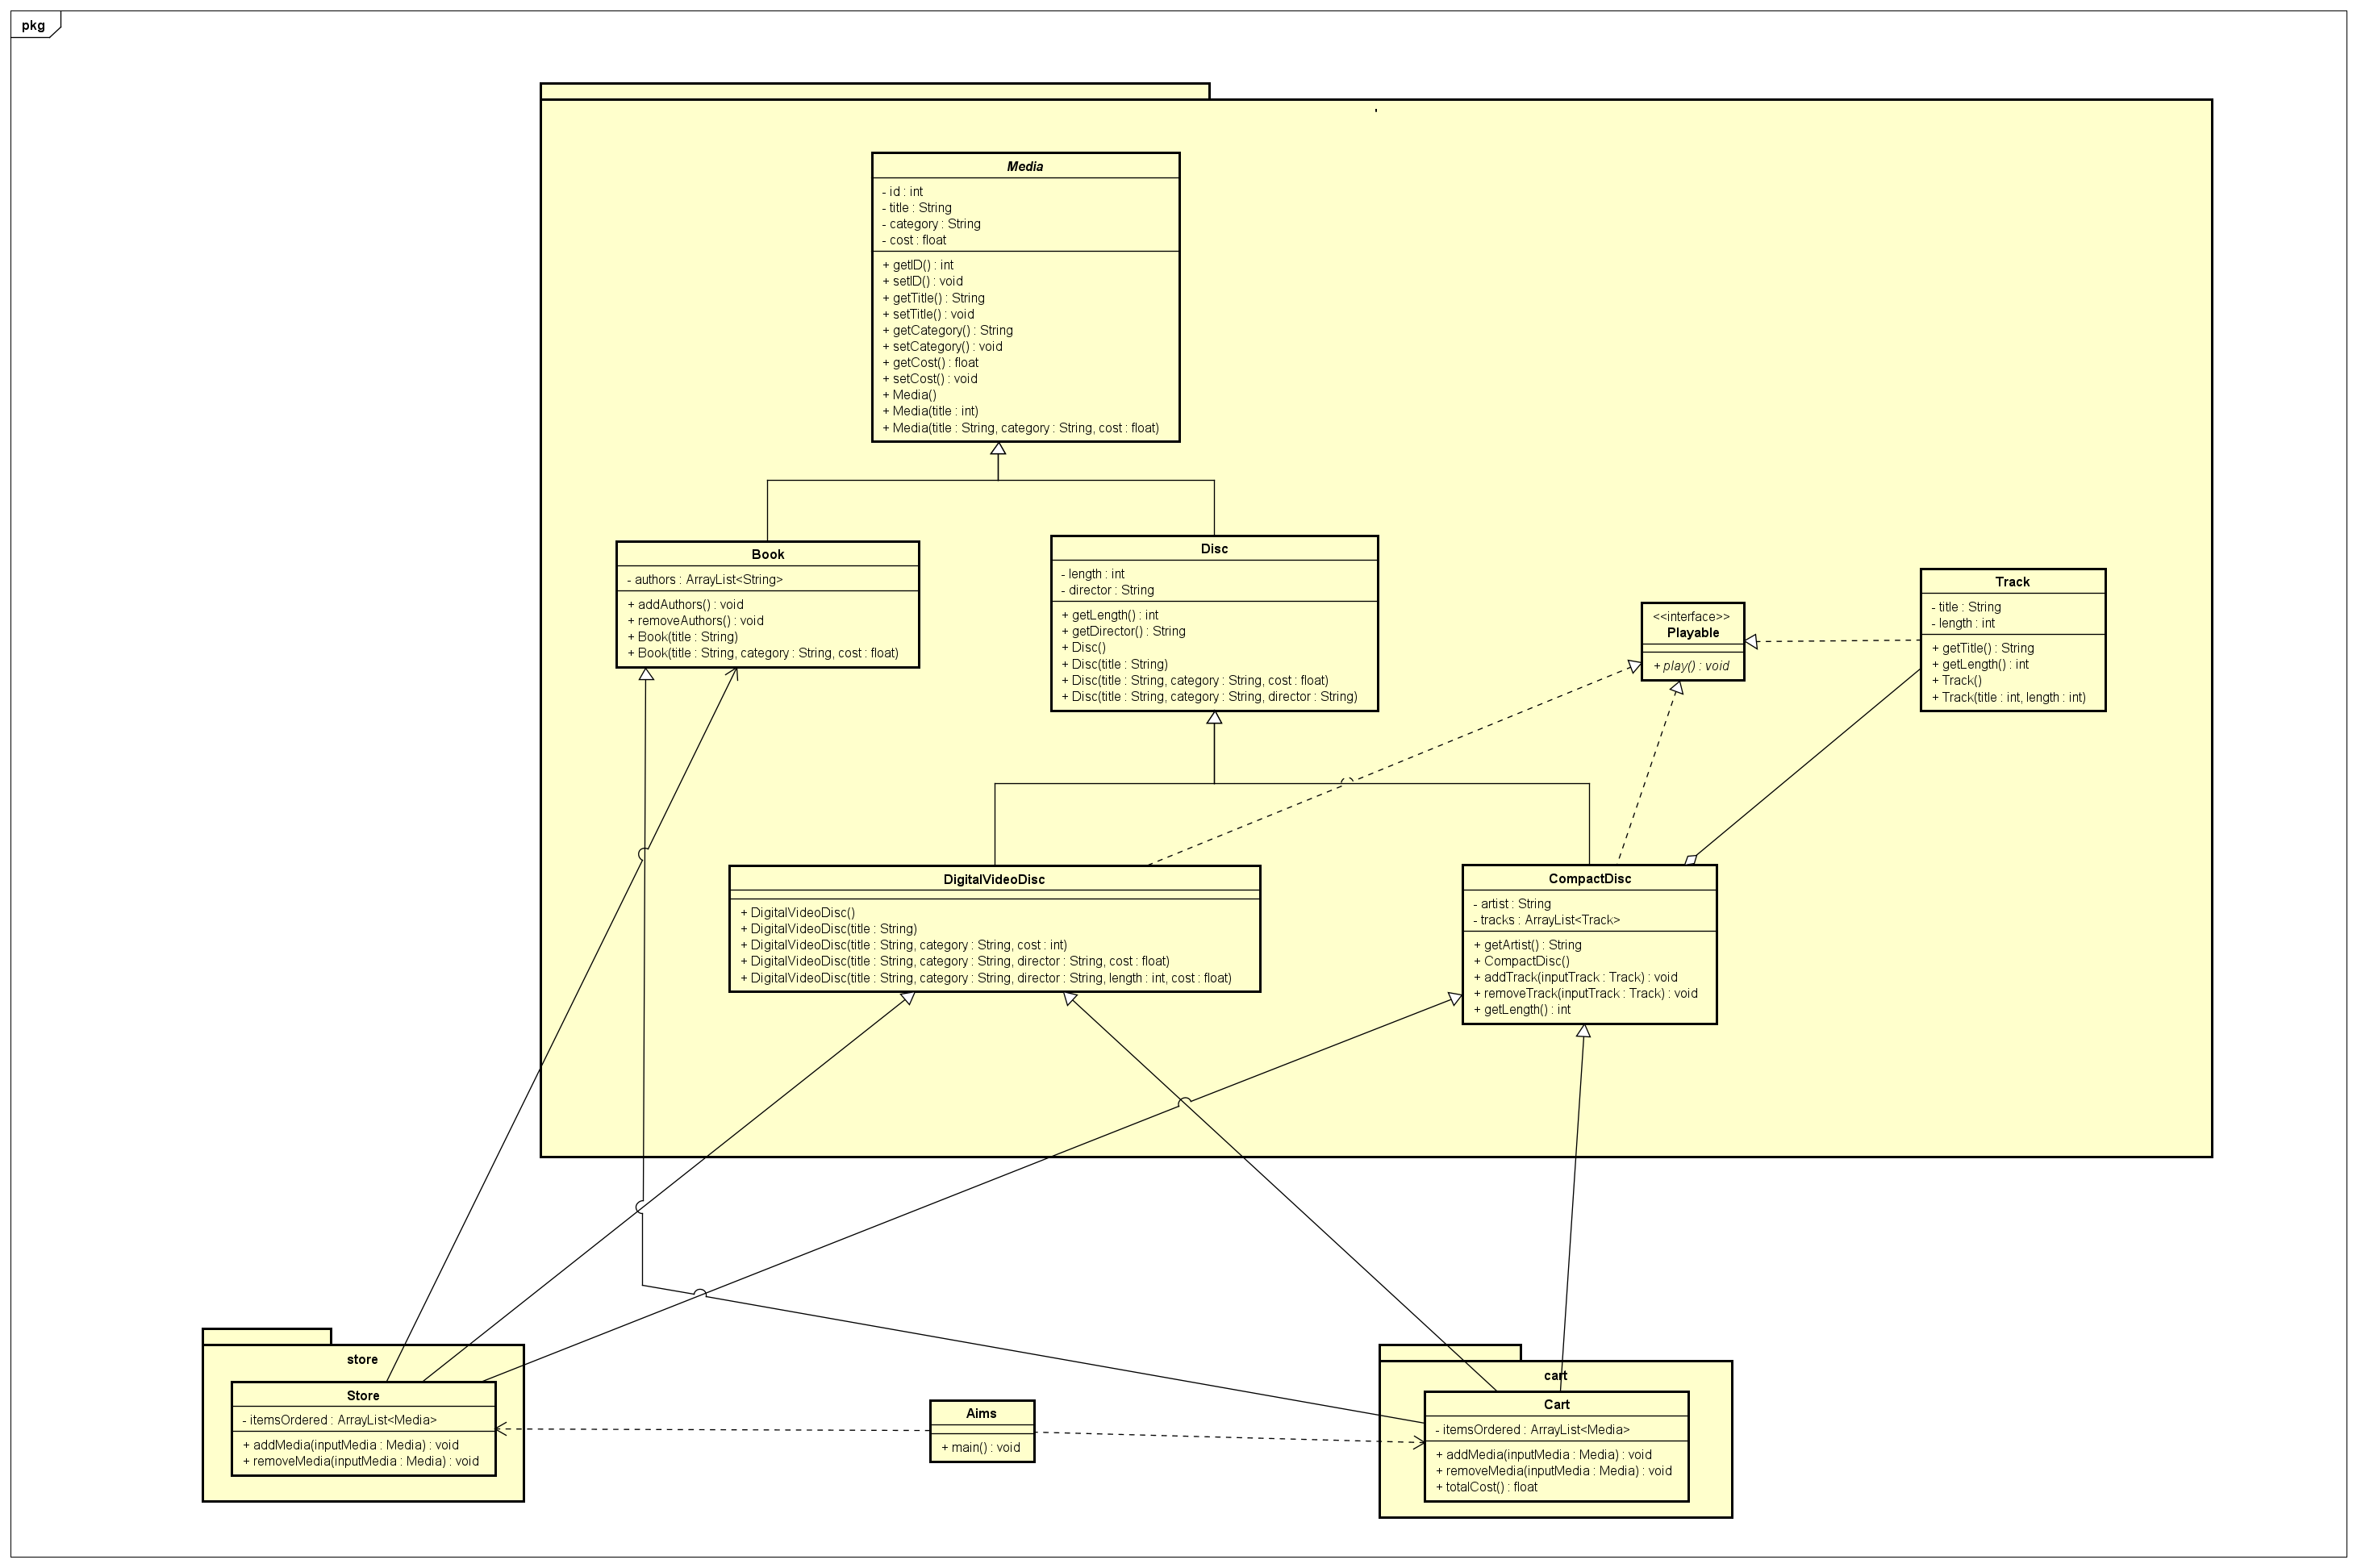 pkg
Media
- id : int
- title : String
- category : String
- cost : float
+ getID() : int
+ setID() : void
+ getTitle() : String
+ setTitle() : void
+ getCategory() : String
+ setCategory() : void
+ getCost() : float
+ setCost() : void
+ Media()
+ Media(title : int)
+ Media(title : String, category : String, cost : float)
Book
- authors : ArrayList<String>
+ addAuthors() : void
+ removeAuthors() : void
+ Book(title : String)
+ Book(title : String, category : String, cost : float)
Disc
- length : int
- director : String
+ getLength() : int
+ getDirector() : String
+ Disc()
+ Disc(title : String)
+ Disc(title : String, category : String, cost : float)
+ Disc(title : String, category : String, director : String)
<<interface>>
Playable
+ play() : void
Track
- title : String
- length : int
+ getTitle() : String
+ getLength() : int
+ Track()
+ Track(title : int, length : int)
DigitalVideoDisc
+ DigitalVideoDisc()
+ DigitalVideoDisc(title : String)
+ DigitalVideoDisc(title : String, category : String, cost : int)
+ DigitalVideoDisc(title : String, category : String, director : String, cost : float)
+ DigitalVideoDisc(title : String, category : String, director : String, length : int, cost : float)
CompactDisc
- artist : String
- tracks : ArrayList<Track>
+ getArtist() : String
+ CompactDisc()
+ addTrack(inputTrack : Track) : void
+ removeTrack(inputTrack : Track) : void
+ getLength() : int
store
Store
- itemsOrdered : ArrayList<Media>
+ addMedia(inputMedia : Media) : void
+ removeMedia(inputMedia : Media) : void
Aims
+ main() : void
cart
Cart
- itemsOrdered : ArrayList<Media>
+ addMedia(inputMedia : Media) : void
+ removeMedia(inputMedia : Media) : void
+ totalCost() : float